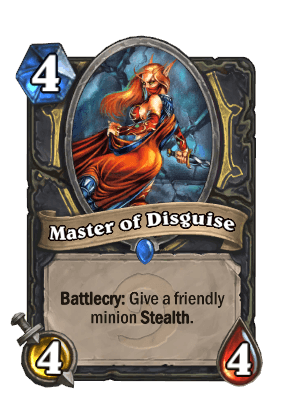 4
Master of Disguise
Battlecry: Give a friendly
minion Stealth.
4
4